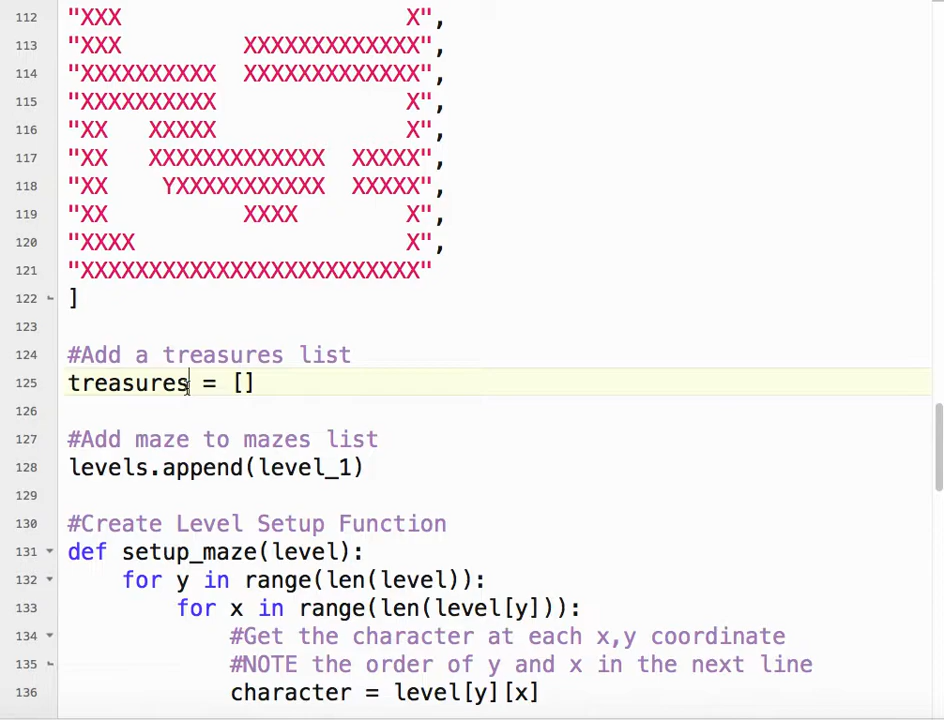 112 "XXX                     X",
113 "XXX         XXXXXXXXXXXXX",
114 "XXXXXXXXXX  XXXXXXXXXXXXX",
115 "XXXXXXXXXX              X",
116 "XX   XXXXX              X",
117 "XX   XXXXXXXXXXXXX  XXXXX",
118 "XX    YXXXXXXXXXXX  XXXXX",
119 "XX          XXXX        X",
120 "XXXX                    X",
121 "XXXXXXXXXXXXXXXXXXXXXXXXX"
122 ]
123
124 #Add a treasures list
125 treasures = []
126
127 #Add maze to mazes list
128 levels.append(level_1)
129
130 #Create Level Setup Function
131 def setup_maze(level):
132     for y in range(len(level)):
133         for x in range(len(level[y])):
134             #Get the character at each x,y coordinate
135             #NOTE the order of y and x in the next line
136             character = level[y][x]